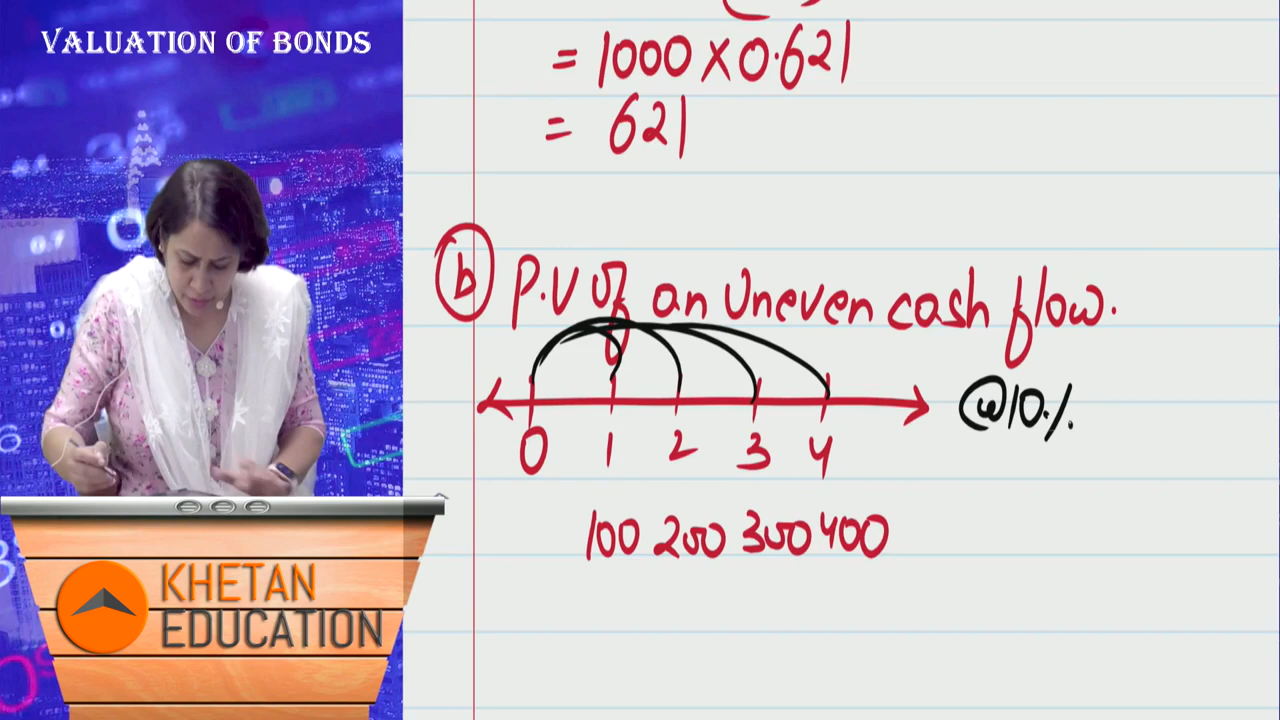 VALUATION OF BONDS
= 1000 × 0.621
= 621
(b) P.V of an Uneven cash flow.
@10%
0 1 2 3 4
100 200 300 400
KHETAN
EDUCATION